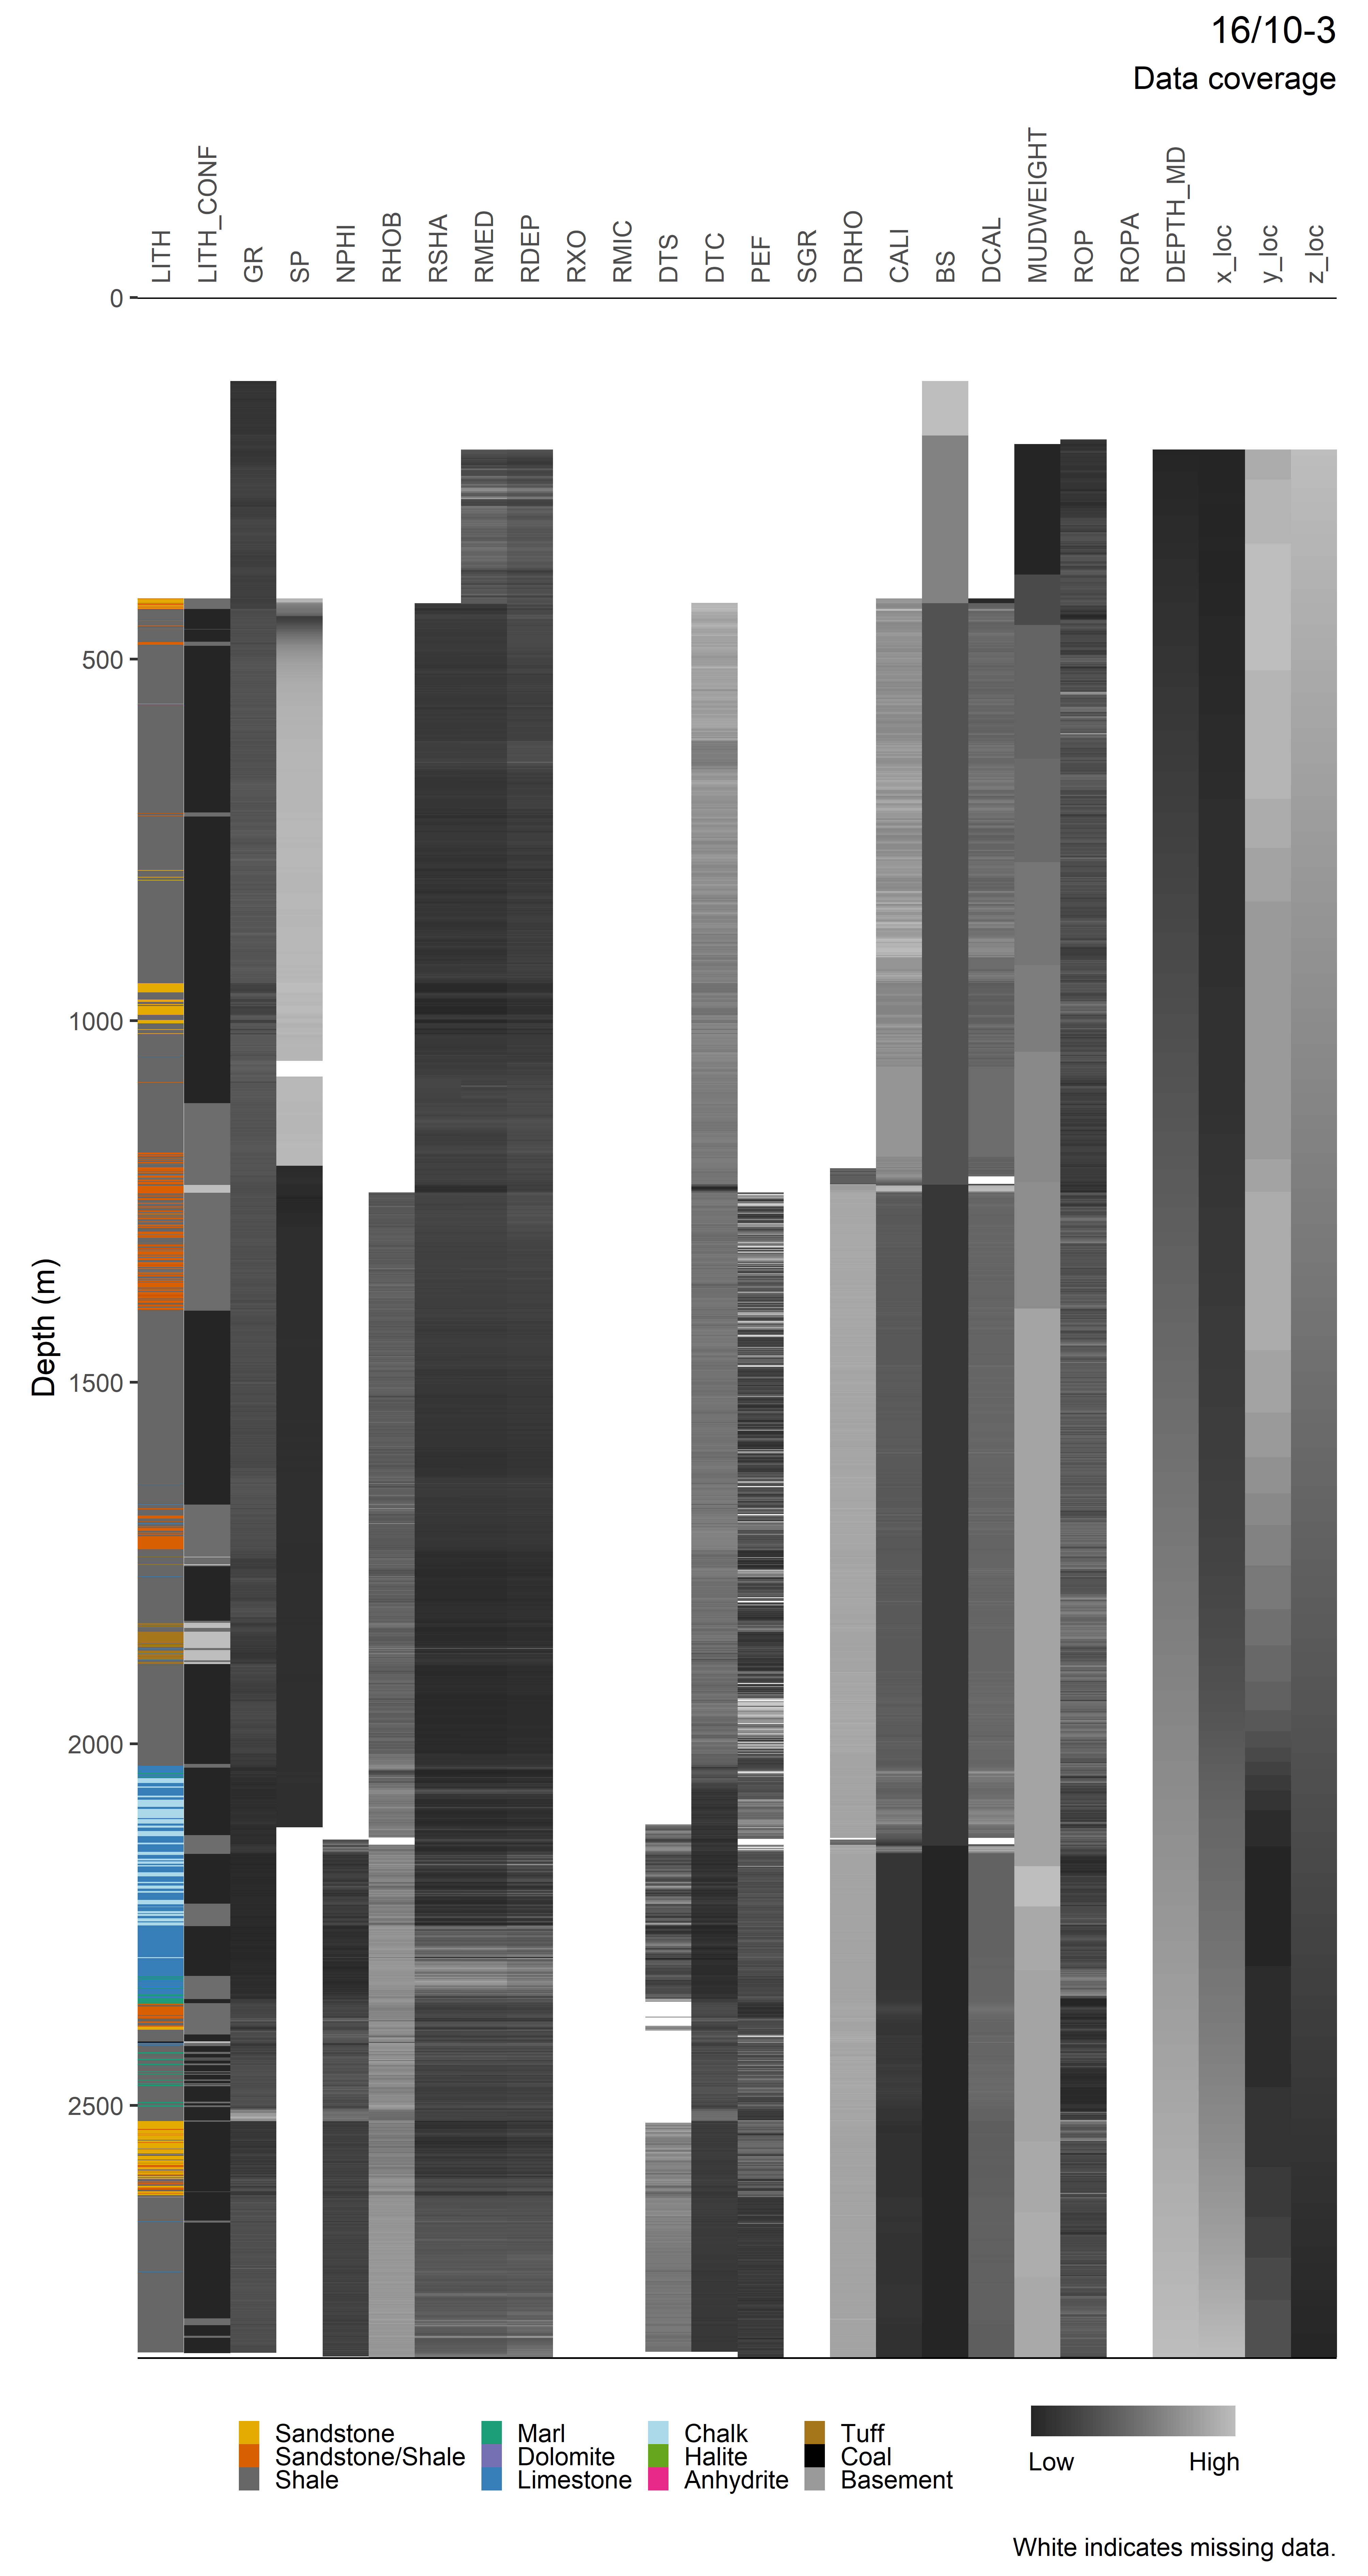 16/10-3
Data coverage
LITH
LITH_CONF
GR
SP
NPHI
RHOB
RSHA
RMED
RDEP
RXO
RMIC
DTS
DTC
PEF
SGR
DRHO
CALI
BS
DCAL
MUDWEIGHT
ROP
ROPA
DEPTH_MD
x_loc
y_loc
z_loc
0
500
1000
1500
2000
2500
Depth (m)
Sandstone
Sandstone/Shale
Shale
Marl
Dolomite
Limestone
Chalk
Halite
Anhydrite
Tuff
Coal
Basement
Low
High
White indicates missing data.